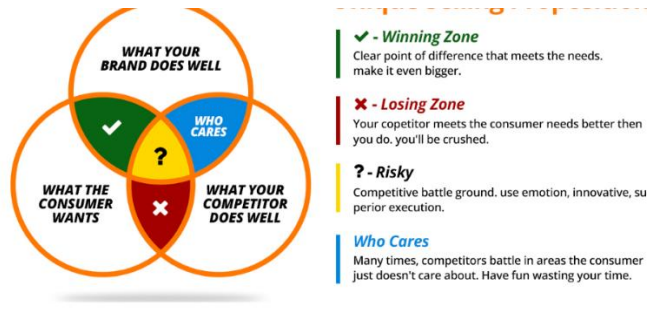 WHAT YOUR
BRAND DOES WELL
WHO
CARES
?
WHAT THE
CONSUMER
WANTS
WHAT YOUR
COMPETITOR
DOES WELL
Unique Selling Proposition
✔ - Winning Zone
Clear point of difference that meets the needs.
make it even bigger.
✖ - Losing Zone
Your copetitor meets the consumer needs better then
you do. you'll be crushed.
? - Risky
Competitive battle ground. use emotion, innovative, su
perior execution.
Who Cares
Many times, competitors battle in areas the consumer
just doesn't care about. Have fun wasting your time.